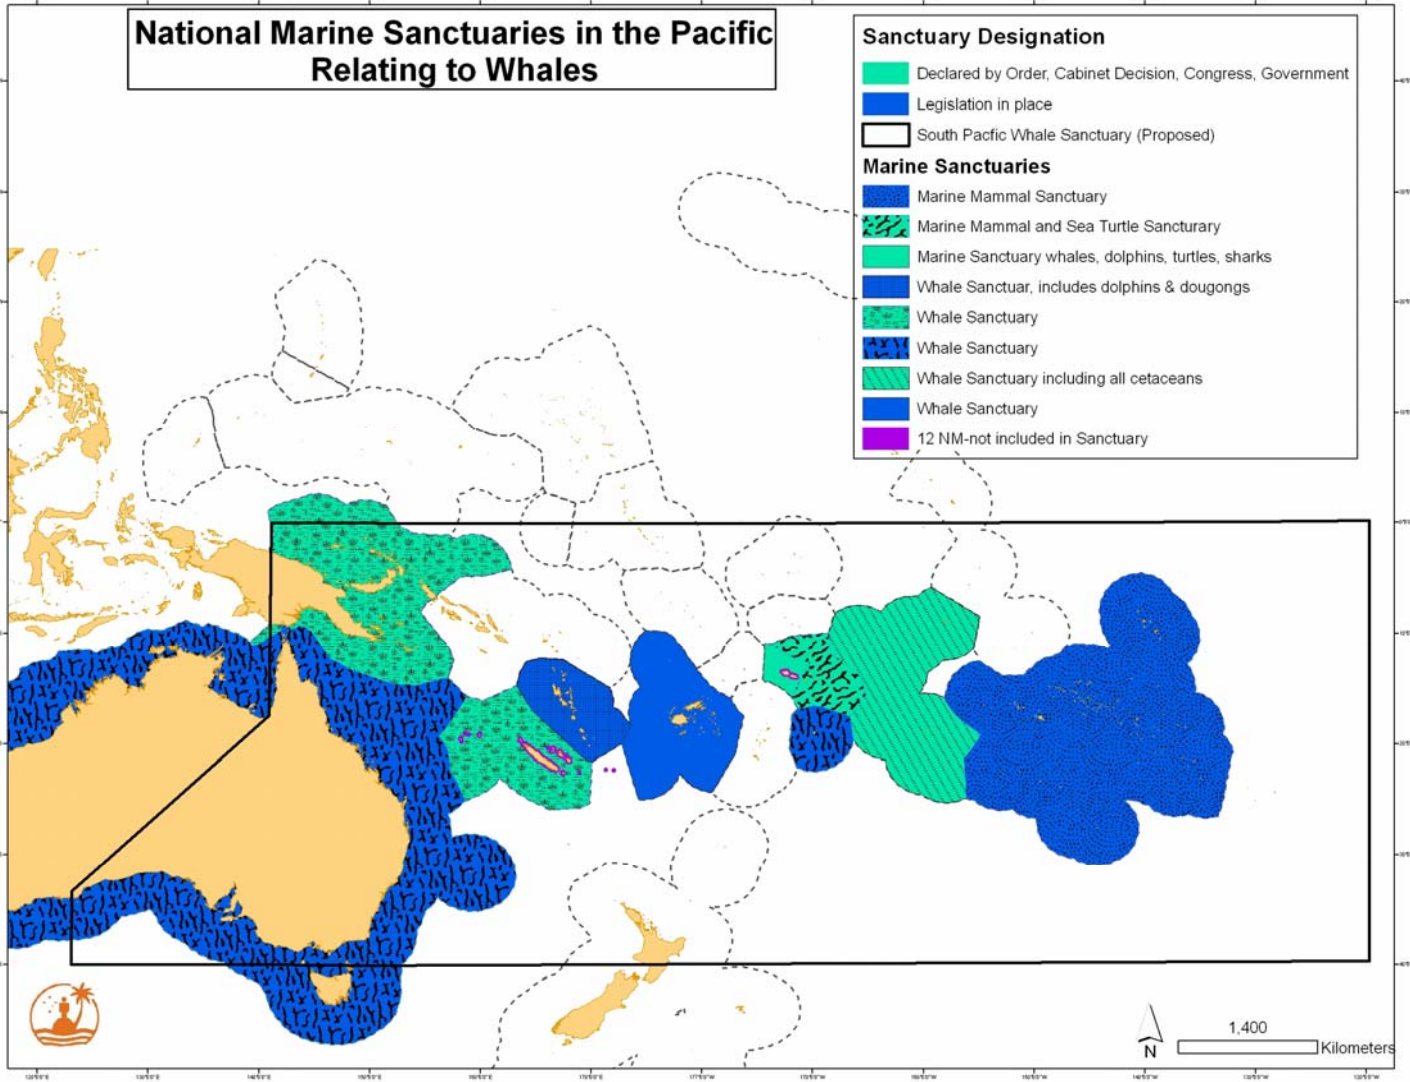 National Marine Sanctuaries in the Pacific
Relating to Whales
Sanctuary Designation
Declared by Order, Cabinet Decision, Congress, Government
Legislation in place
South Pacfic Whale Sanctuary (Proposed)
Marine Sanctuaries
Marine Mammal Sanctuary
Marine Mammal and Sea Turtle Sancturary
Marine Sanctuary whales, dolphins, turtles, sharks
Whale Sanctuar, includes dolphins & dougongs
Whale Sanctuary
Whale Sanctuary
Whale Sanctuary including all cetaceans
Whale Sanctuary
12 NM-not included in Sanctuary
N
1,400
Kilometers